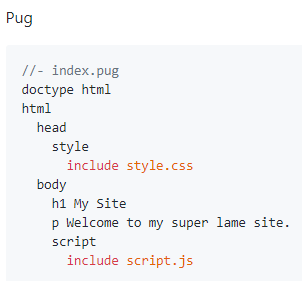 Pug
//- index.pug
doctype html
html
  head
    style
      include style.css
  body
    h1 My Site
    p Welcome to my super lame site.
    script
      include script.js